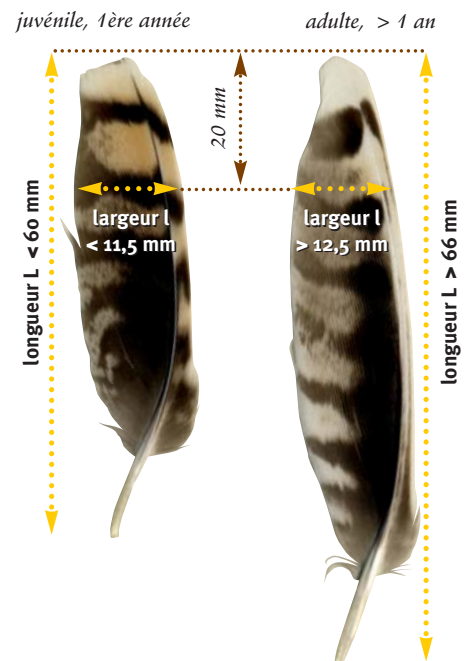 juvénile, 1ère année
adulte, > 1 an
20 mm
largeur l
< 11,5 mm
largeur l
> 12,5 mm
longueur L < 60 mm
longueur L > 66 mm